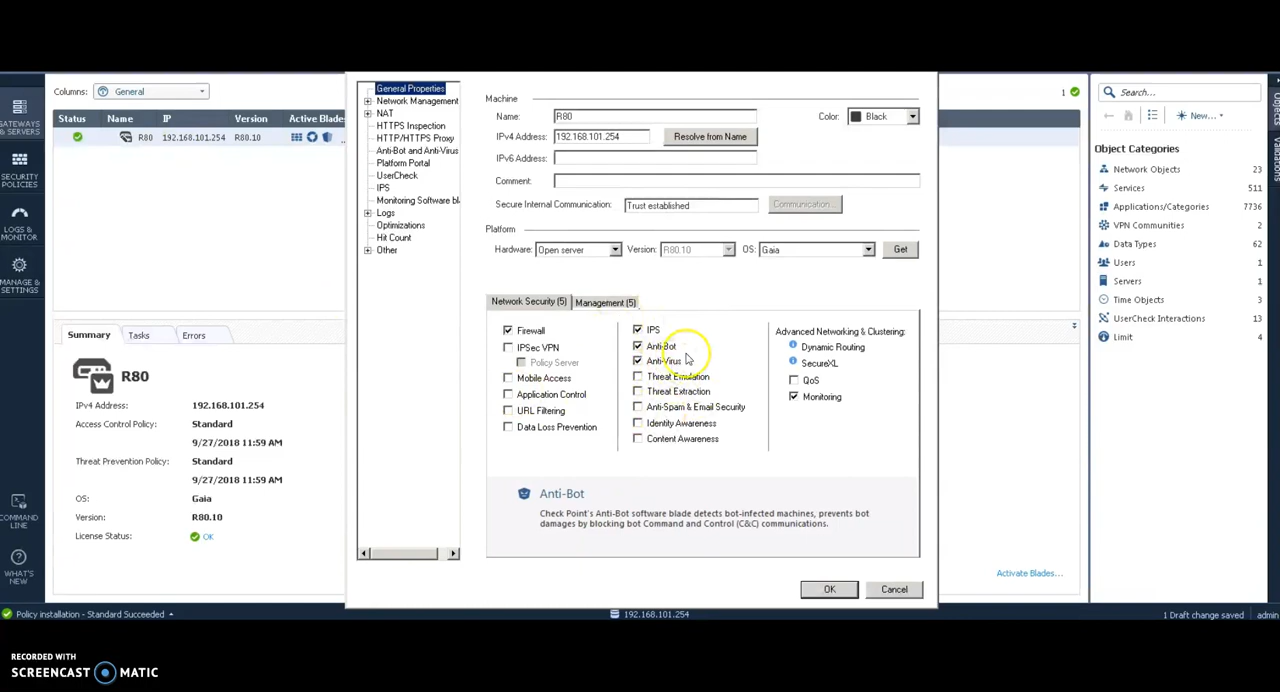 GATEWAYS
& SERVERS
SECURITY
POLICIES
LOGS &
MONITOR
MANAGE &
SETTINGS
COMMAND
LINE
WHAT'S
NEW
Columns: General
Status Name IP Version Active Blades
R80 192.168.101.254 R80.10 ...
Summary Tasks Errors
R80
IPv4 Address: 192.168.101.254
Access Control Policy: Standard
9/27/2018 11:59 AM
Threat Prevention Policy: Standard
9/27/2018 11:59 AM
OS: Gaia
Version: R80.10
License Status: OK
General Properties
Network Management
NAT
HTTPS Inspection
HTTP/HTTPS Proxy
Anti-Bot and Anti-Virus
Platform Portal
UserCheck
IPS
Monitoring Software bl
Logs
Optimizations
Hit Count
Other
Machine
Name: R80 Color: Black
IPv4 Address: 192.168.101.254 Resolve from Name
IPv6 Address:
Comment:
Secure Internal Communication: Trust established Communication...
Platform
Hardware: Open server Version: R80.10 OS: Gaia Get
Network Security (5) Management (5)
Firewall
IPSec VPN
Policy Server
Mobile Access
Application Control
URL Filtering
Data Loss Prevention
IPS
Anti-Bot
Anti-Virus
Threat Emulation
Threat Extraction
Anti-Spam & Email Security
Identity Awareness
Content Awareness
Advanced Networking & Clustering:
Dynamic Routing
SecureXL
QoS
Monitoring
Anti-Bot
Check Point's Anti-Bot software blade detects bot-infected machines, prevents bot
damages by blocking bot Command and Control (C&C) communications.
OK Cancel
1
Activate Blades...
Search...
New...
Object Categories
Network Objects 23
Services 511
Applications/Categories 7736
VPN Communities 2
Data Types 62
Users 1
Servers 1
Time Objects 3
UserCheck Interactions 13
Limit 4
Objects
Validations
Policy installation - Standard Succeeded
192.168.101.254
1 Draft change saved
admin
RECORDED WITH
SCREENCAST MATIC